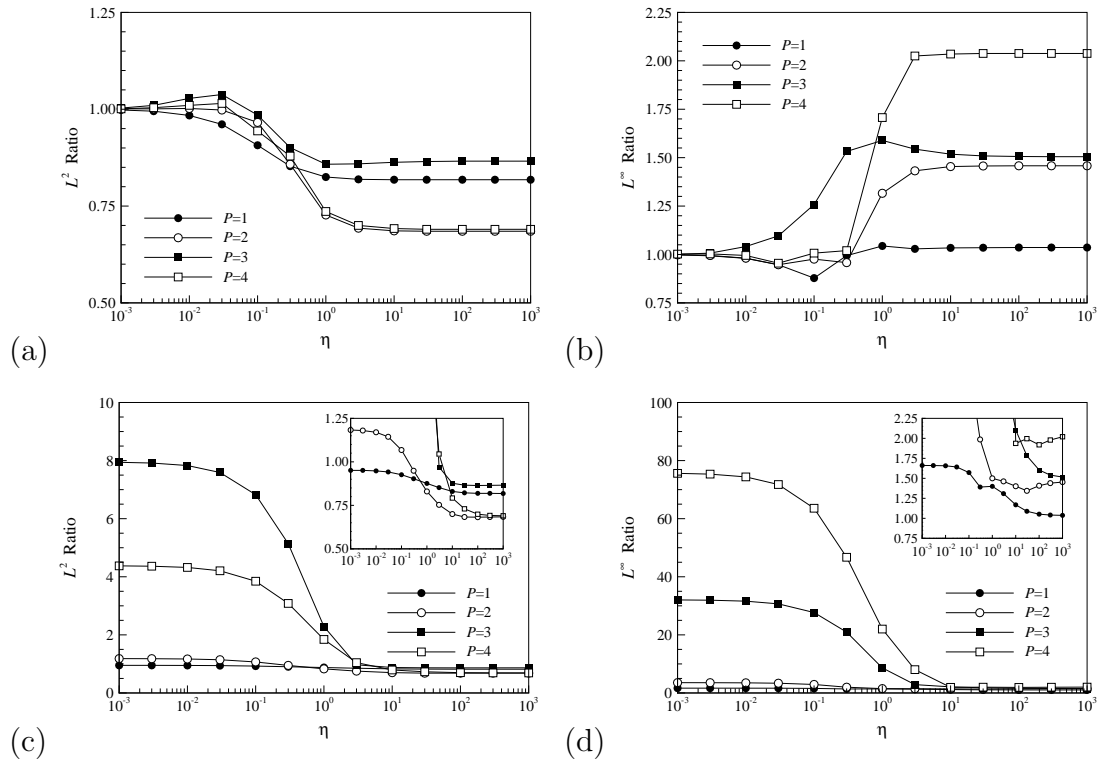 1.25
1.00
0.75
0.50
L² Ratio
P=1
P=2
P=3
P=4
10⁻³ 10⁻² 10⁻¹ 10⁰ 10¹ 10² 10³
η
(a)
2.25
2.00
1.75
1.50
1.25
1.00
0.75
L∞ Ratio
P=1
P=2
P=3
P=4
10⁻³ 10⁻² 10⁻¹ 10⁰ 10¹ 10² 10³
η
(b)
10
8
6
4
2
0
L² Ratio
1.25
1.00
0.75
0.50
10⁻³ 10⁻² 10⁻¹ 10⁰ 10¹ 10² 10³
P=1
P=2
P=3
P=4
10⁻³ 10⁻² 10⁻¹ 10⁰ 10¹ 10² 10³
η
(c)
100
80
60
40
20
0
L∞ Ratio
2.25
2.00
1.75
1.50
1.25
1.00
0.75
10⁻³ 10⁻² 10⁻¹ 10⁰ 10¹ 10² 10³
P=1
P=2
P=3
P=4
10⁻³ 10⁻² 10⁻¹ 10⁰ 10¹ 10² 10³
η
(d)